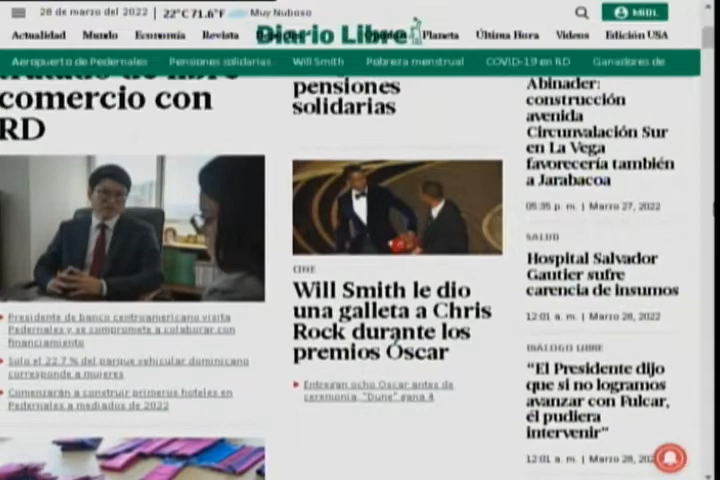 28 de marzo del 2022 | 22°C 71.6°F Muy Nuboso
MiDL
Actualidad Mundo Economía Revista Planeta Última Hora Videos Edición USA
Diario Libre
Aeropuerto de Pedernales Pensiones solidarias Will Smith Pobreza menstrual COVID-19 en RD Ganadores de
comercio con
RD
Presidente de banco centroamericano visita
Pedernales y se compromete a colaborar con
financiamiento
Solo el 22.7 % del parque vehicular dominicano
corresponde a mujeres
Comenzarán a construir primeros hoteles en
Pedernales a mediados de 2022
pensiones
solidarias
CINE
Will Smith le dio
una galleta a Chris
Rock durante los
premios Óscar
Entregan ocho Oscar antes de
ceremonia, "Dune" gana 4
Abinader:
construcción
avenida
Circunvalación Sur
en La Vega
favorecería también
a Jarabacoa
05:35 p. m. | Marzo 27, 2022
SALUD
Hospital Salvador
Gautier sufre
carencia de insumos
12:01 a. m. | Marzo 28, 2022
DIÁLOGO LIBRE
“El Presidente dijo
que si no logramos
avanzar con Fulcar,
él pudiera
intervenir”
12:01 a. m. | Marzo 28, 202